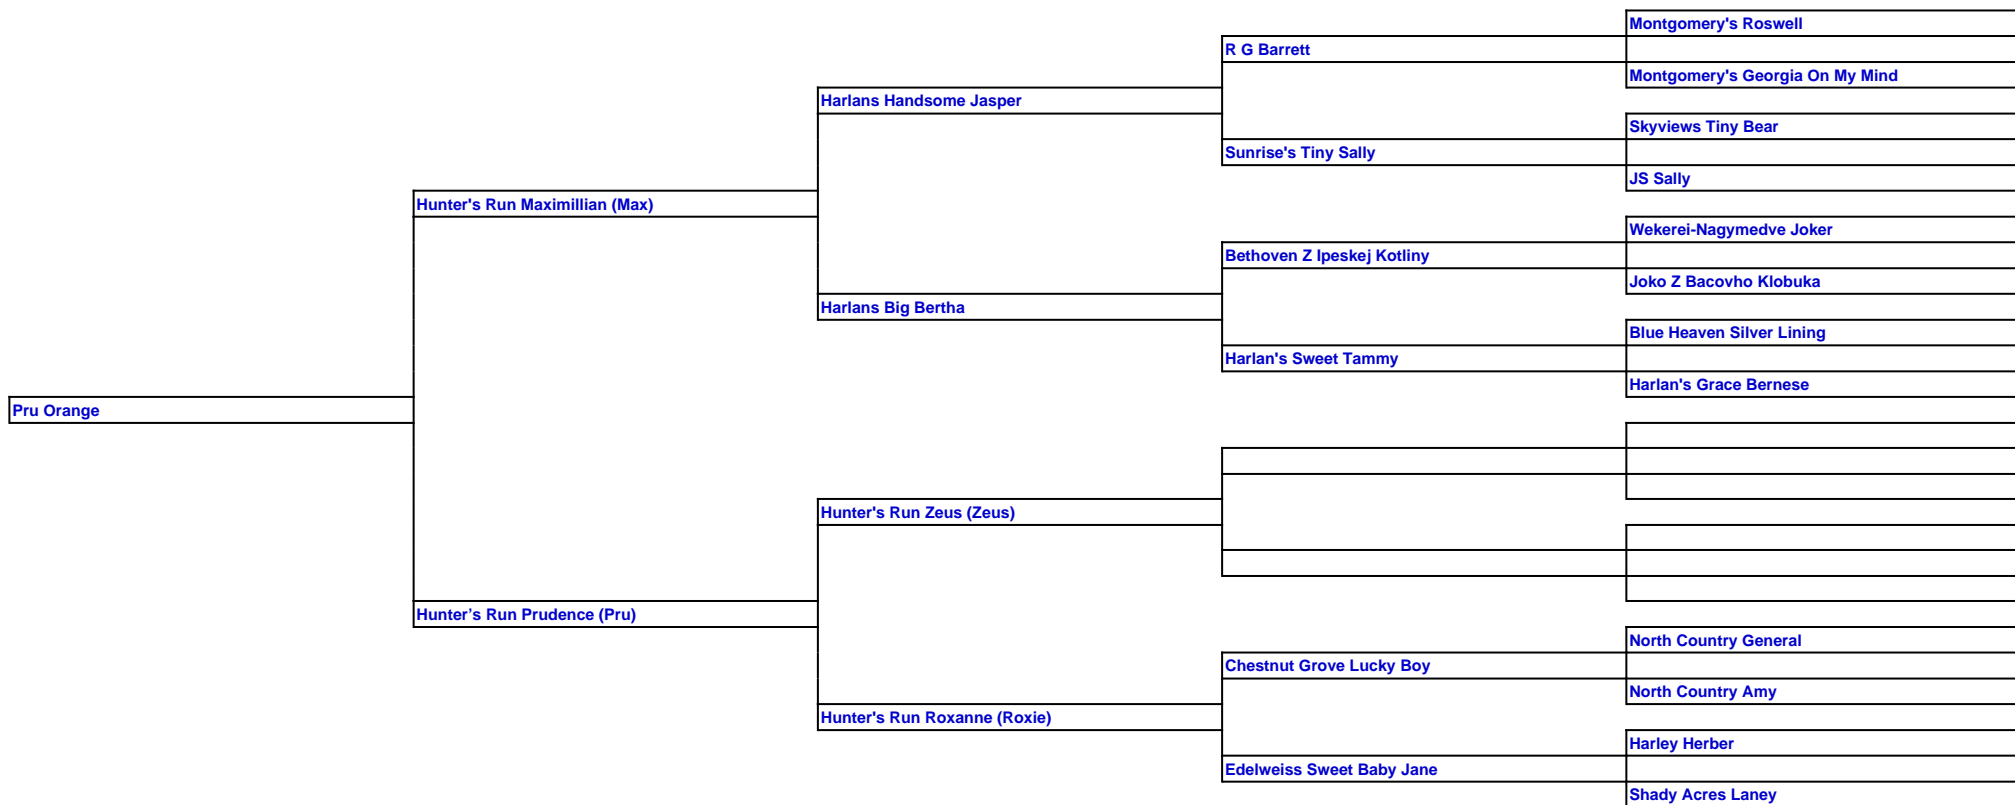 Montgomery's Roswell
R G Barrett
Montgomery's Georgia On My Mind
Harlans Handsome Jasper
Skyviews Tiny Bear
Sunrise's Tiny Sally
JS Sally
Hunter's Run Maximillian (Max)
Wekerei-Nagymedve Joker
Bethoven Z Ipeskej Kotliny
Joko Z Bacovho Klobuka
Harlans Big Bertha
Blue Heaven Silver Lining
Harlan's Sweet Tammy
Harlan's Grace Bernese
Pru Orange
Hunter's Run Zeus (Zeus)
Hunter’s Run Prudence (Pru)
North Country General
Chestnut Grove Lucky Boy
North Country Amy
Hunter's Run Roxanne (Roxie)
Harley Herber
Edelweiss Sweet Baby Jane
Shady Acres Laney